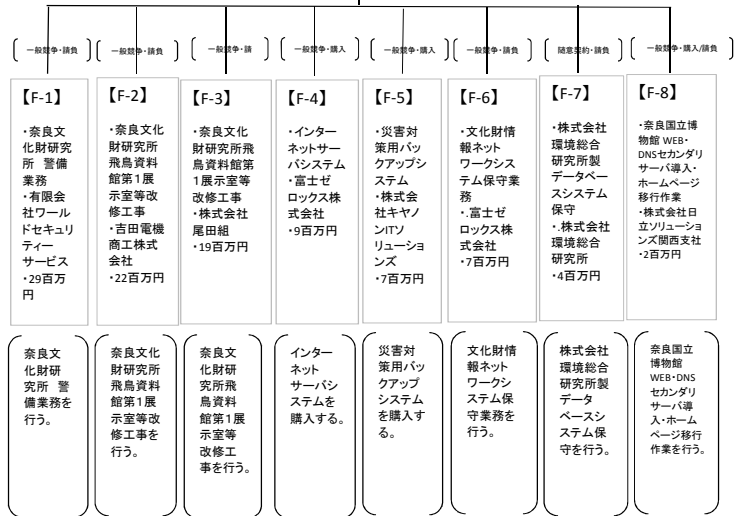 一般競争・請負
一般競争・請負
一般競争・請
一般競争・購入
一般競争・購入
一般競争・請負
随意契約・請負
一般競争・購入/請負
【F-1】
・奈良文
化財研究
所 警備
業務
・有限会
社ワール
ドセキュリ
ティー
サービス
・29百万
円
【F-2】
・奈良文化
財研究所
飛鳥資料
館第1展
示室等改
修工事
・吉田電機
商工株式
会社
・22百万円
【F-3】
・奈良文化
財研究所飛
鳥資料館第
1展示室等
改修工事
・株式会社
尾田組
・19百万円
【F-4】
・インター
ネットサー
バシステム
・富士ゼ
ロックス株
式会社
・9百万円
【F-5】
・災害対
策用バッ
クアップシ
ステム
・株式会
社キヤノ
ンITソ
リューショ
ンズ
・7百万円
【F-6】
・文化財情
報ネット
ワークシス
テム保守業
務
・.富士ゼ
ロックス株
式会社
・7百万円
【F-7】
・株式会社
環境総合
研究所製
データベー
スシステム
保守
・.株式会社
環境総合
研究所
・4百万円
【F-8】
・奈良国立博
物館 WEB・
DNSセカンダリ
サーバ導入・
ホームページ
移行作業
・株式会社日
立ソリューショ
ンズ関西支社
・2百万円
奈良文
化財研
究所 警
備業務を
行う。
奈良文化
財研究所
飛鳥資料
館第1展
示室等改
修工事を
行う。
奈良文
化財研
究所飛
鳥資料
館第1展
示室等
改修工
事を行う。
インター
ネット
サーバシ
ステムを
購入する。
災害対
策用バッ
クアップ
システム
を購入す
る。
文化財情
報ネット
ワークシ
ステム保
守業務を
行う。
株式会社
環境総合
研究所製
データ
ベースシ
ステム保
守を行う。
奈良国立
博物館
WEB・DNS
セカンダリ
サーバ導
入・ホーム
ページ移行
作業を行う。